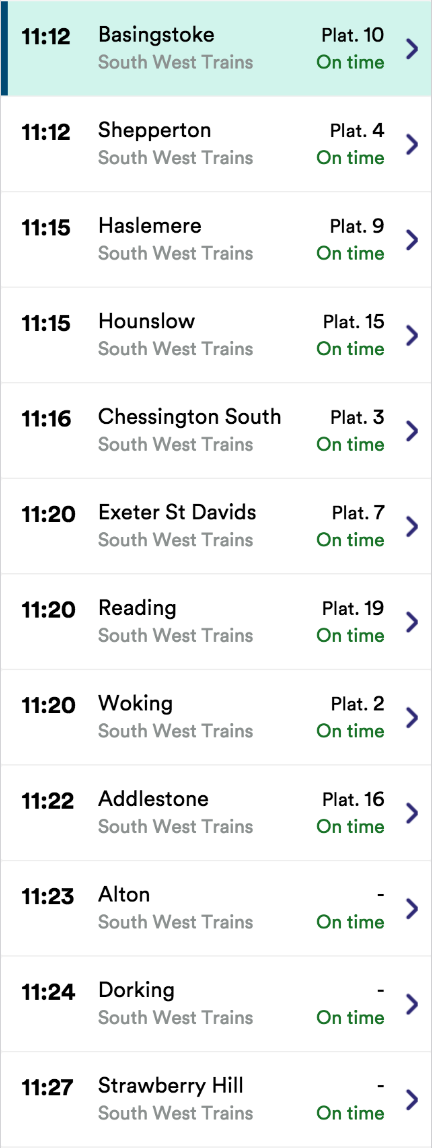 11:12 Basingstoke Plat. 10
South West Trains On time
11:12 Shepperton Plat. 4
South West Trains On time
11:15 Haslemere Plat. 9
South West Trains On time
11:15 Hounslow Plat. 15
South West Trains On time
11:16 Chessington South Plat. 3
South West Trains On time
11:20 Exeter St Davids Plat. 7
South West Trains On time
11:20 Reading Plat. 19
South West Trains On time
11:20 Woking Plat. 2
South West Trains On time
11:22 Addlestone Plat. 16
South West Trains On time
11:23 Alton -
South West Trains On time
11:24 Dorking -
South West Trains On time
11:27 Strawberry Hill -
South West Trains On time